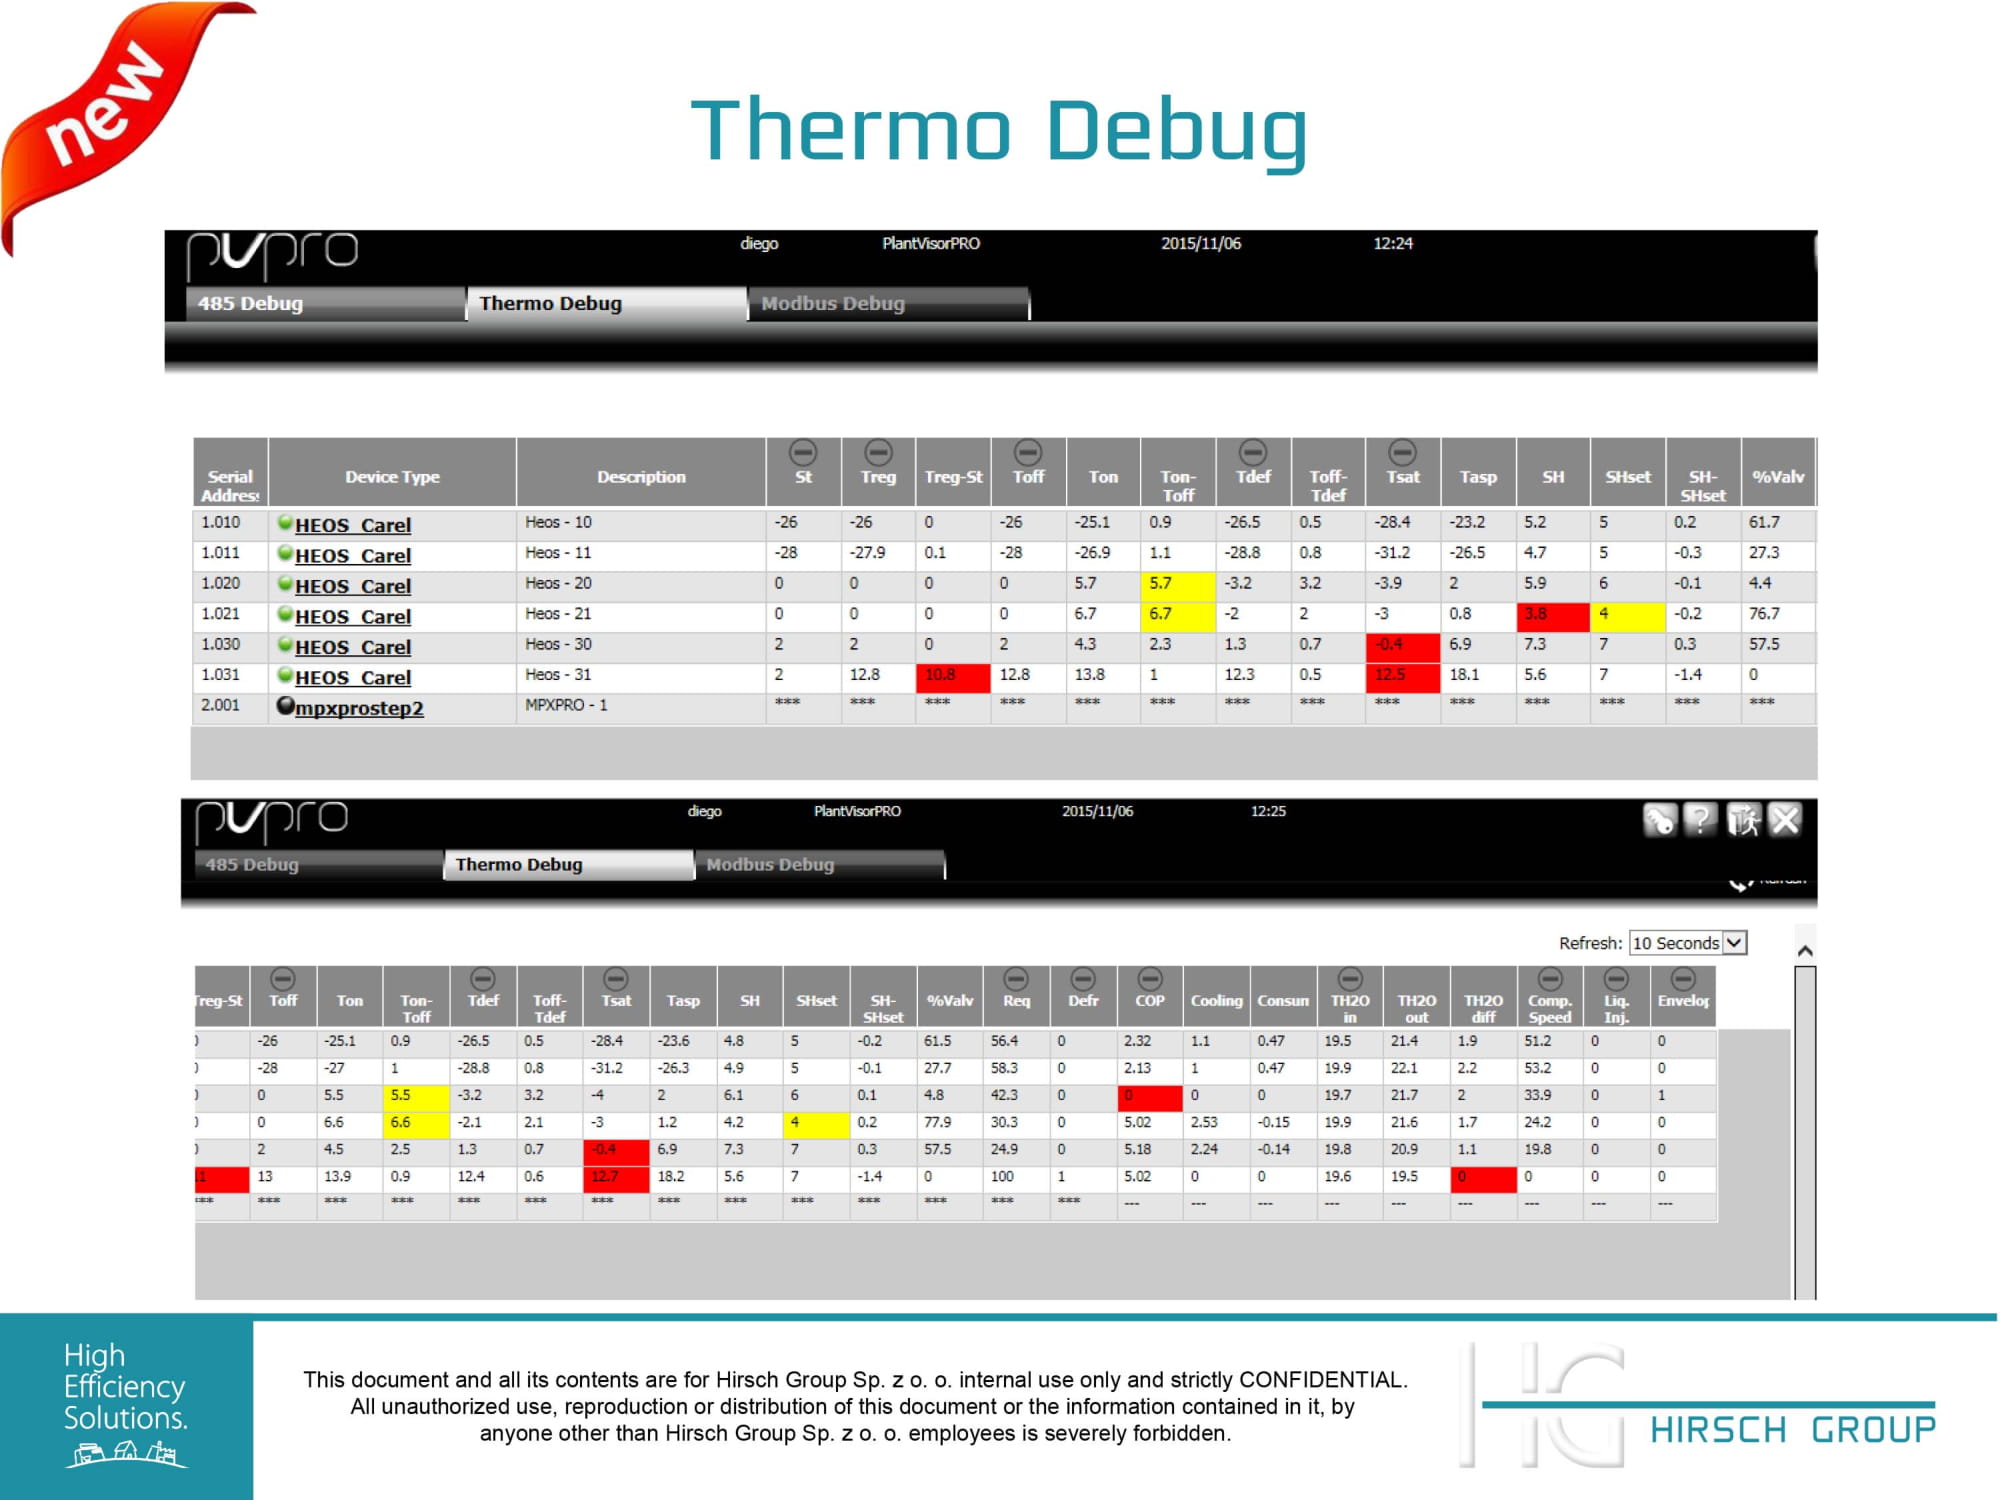 new
Thermo Debug
pvpro diego PlantVisorPRO 2015/11/06 12:24
485 Debug Thermo Debug Modbus Debug
Serial Address Device Type Description St Treg Treg-St Toff Ton Ton-Toff Tdef Toff-Tdef Tsat Tasp SH SHset SH-SHset %Valv
1.010 HEOS_Carel Heos - 10 -26 -26 0 -26 -25.1 0.9 -26.5 0.5 -28.4 -23.2 5.2 5 0.2 61.7
1.011 HEOS_Carel Heos - 11 -28 -27.9 0.1 -28 -26.9 1.1 -28.8 0.8 -31.2 -26.5 4.7 5 -0.3 27.3
1.020 HEOS_Carel Heos - 20 0 0 0 0 5.7 5.7 -3.2 3.2 -3.9 2 5.9 6 -0.1 4.4
1.021 HEOS_Carel Heos - 21 0 0 0 0 6.7 6.7 -2 2 -3 0.8 3.8 4 -0.2 76.7
1.030 HEOS_Carel Heos - 30 2 2 0 2 4.3 2.3 1.3 0.7 -0.4 6.9 7.3 7 0.3 57.5
1.031 HEOS_Carel Heos - 31 2 12.8 10.8 12.8 13.8 1 12.3 0.5 12.5 18.1 5.6 7 -1.4 0
2.001 mpxprostep2 MPXPRO - 1 *** *** *** *** *** *** *** *** *** *** *** *** *** ***
pvpro diego PlantVisorPRO 2015/11/06 12:25
485 Debug Thermo Debug Modbus Debug
Refresh: 10 Seconds
Treg-St Toff Ton Ton-Toff Tdef Toff-Tdef Tsat Tasp SH SHset SH-SHset %Valv Req Defr COP Cooling Consun TH2O in TH2O out TH2O diff Comp. Speed Liq. Inj. Envelop
-26 -25.1 0.9 -26.5 0.5 -28.4 -23.6 4.8 5 -0.2 61.5 56.4 0 2.32 1.1 0.47 19.5 21.4 1.9 51.2 0 0
-28 -27 1 -28.8 0.8 -31.2 -26.3 4.9 5 -0.1 27.7 58.3 0 2.13 1 0.47 19.9 22.1 2.2 53.2 0 0
0 5.5 5.5 -3.2 3.2 -4 2 6.1 6 0.1 4.8 42.3 0 0 0 0 19.7 21.7 2 33.9 0 1
0 6.6 6.6 -2.1 2.1 -3 1.2 4.2 4 0.2 77.9 30.3 0 5.02 2.53 -0.15 19.9 21.6 1.7 24.2 0 0
2 4.5 2.5 1.3 0.7 -0.4 6.9 7.3 7 0.3 57.5 24.9 0 5.18 2.24 -0.14 19.8 20.9 1.1 19.8 0 0
11 13 13.9 0.9 12.4 0.6 12.7 18.2 5.6 7 -1.4 0 100 1 5.02 0 0 19.6 19.5 0 0 0 0
*** *** *** *** *** *** *** *** *** *** *** *** *** *** --- --- --- --- --- --- --- --- ---
High
Efficiency
Solutions.
This document and all its contents are for Hirsch Group Sp. z o. o. internal use only and strictly CONFIDENTIAL.
All unauthorized use, reproduction or distribution of this document or the information contained in it, by
anyone other than Hirsch Group Sp. z o. o. employees is severely forbidden.
HG
HIRSCH GROUP